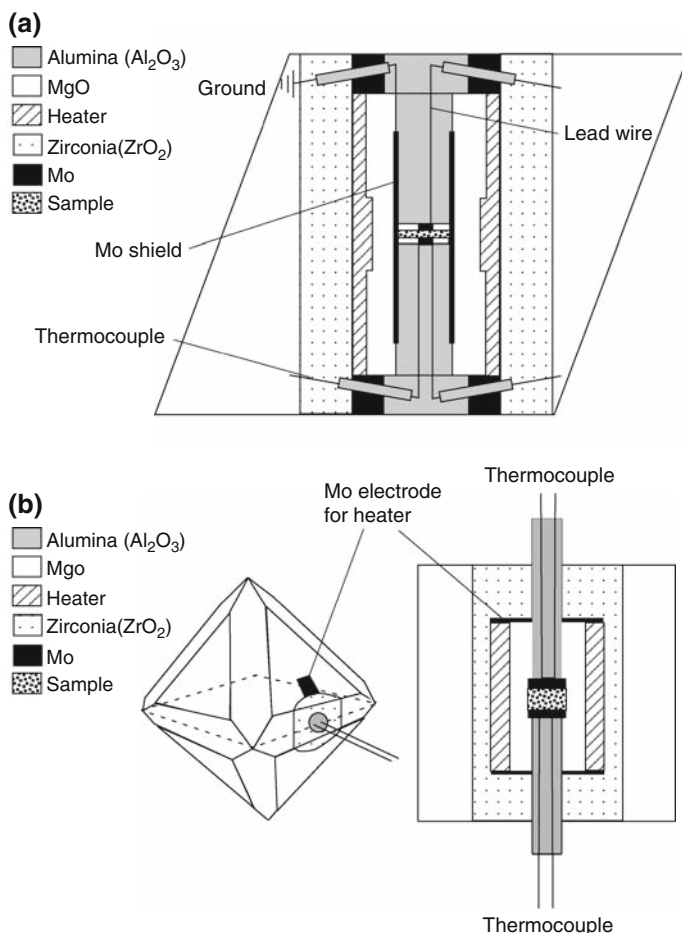 (a)
Alumina (Al₂O₃)
MgO
Heater
Zirconia(ZrO₂)
Mo
Sample
Ground
Lead wire
Mo shield
Thermocouple
(b)
Alumina (Al₂O₃)
Mgo
Heater
Zirconia(ZrO₂)
Mo
Sample
Mo electrode
for heater
Thermocouple
Thermocouple